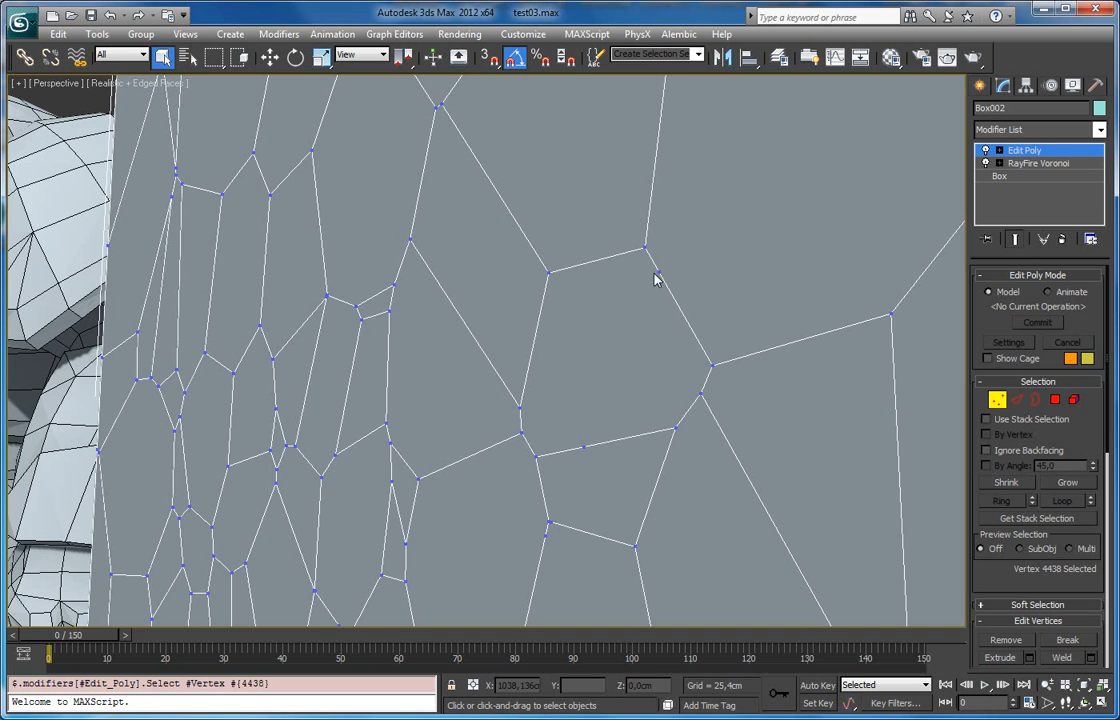 Autodesk 3ds Max 2012 x64 test03.max
Type a keyword or phrase
Edit Tools Group Views Create Modifiers Animation Graph Editors Rendering Customize MAXScript PhysX Alembic Help
All View Create Selection Se
[ + ] [ Perspective ] [ Realistic + Edged Faces ]
Box002
Modifier List
Edit Poly
RayFire Voronoi
Box
- Edit Poly Mode
Model Animate
<No Current Operation>
Commit
Settings Cancel
Show Cage
- Selection
Use Stack Selection
By Vertex
Ignore Backfacing
By Angle: 45,0
Shrink Grow
Ring Loop
Get Stack Selection
Preview Selection
Off SubObj Multi
Vertex 4438 Selected
+ Soft Selection
- Edit Vertices
Remove Break
Extrude Weld
< 0 / 150 >
0 10 20 30 40 50 60 70 80 90 100 110 120 130 140 150
$.modifiers[#Edit_Poly].Select #Vertex #{4438}
Welcome to MAXScript.
X: 1038,136c Y: Z: 0,0cm Grid = 25,4cm
Click or click-and-drag to select objects
Add Time Tag
Auto Key Selected
Set Key Key Filters... 0